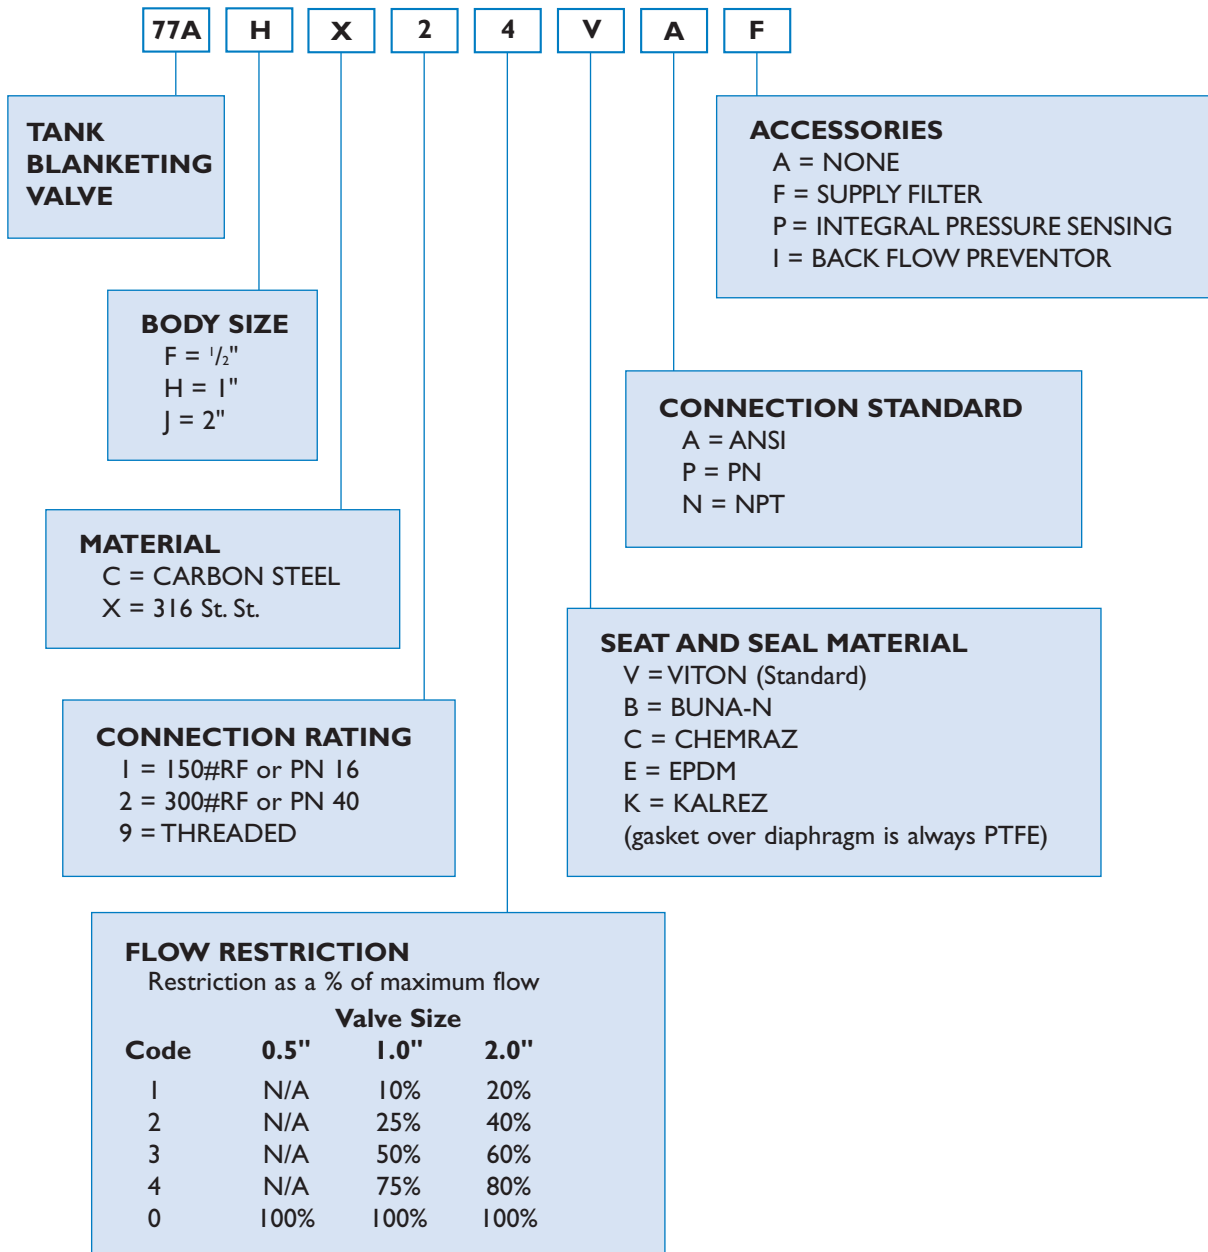 77A H X 2 4 V A F
TANK
BLANKETING
VALVE
ACCESSORIES
A = NONE
F = SUPPLY FILTER
P = INTEGRAL PRESSURE SENSING
I = BACK FLOW PREVENTOR
BODY SIZE
F = 1/2"
H = 1"
J = 2"
CONNECTION STANDARD
A = ANSI
P = PN
N = NPT
MATERIAL
C = CARBON STEEL
X = 316 St. St.
SEAT AND SEAL MATERIAL
V = VITON (Standard)
B = BUNA-N
C = CHEMRAZ
E = EPDM
K = KALREZ
(gasket over diaphragm is always PTFE)
CONNECTION RATING
1 = 150#RF or PN 16
2 = 300#RF or PN 40
9 = THREADED
FLOW RESTRICTION
Restriction as a % of maximum flow
Valve Size
Code 0.5" 1.0" 2.0"
1 N/A 10% 20%
2 N/A 25% 40%
3 N/A 50% 60%
4 N/A 75% 80%
0 100% 100% 100%